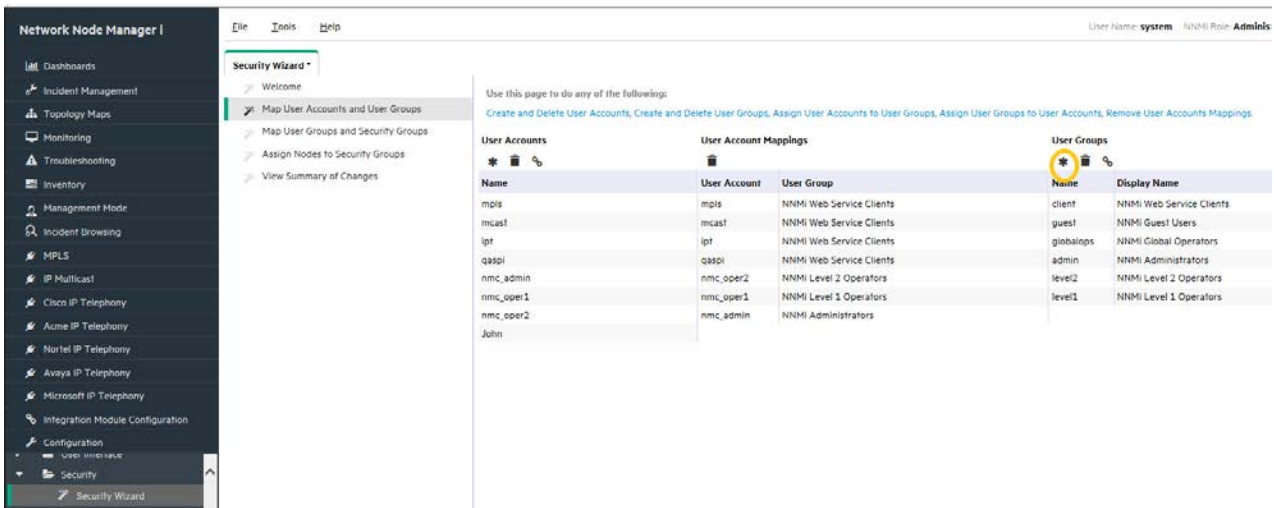 Network Node Manager i
File Tools Help
User Name: system NNMi Role: Adminis
Dashboards
Incident Management
Topology Maps
Monitoring
Troubleshooting
Inventory
Management Mode
Incident Browsing
MPLS
IP Multicast
Cisco IP Telephony
Acme IP Telephony
Nortel IP Telephony
Avaya IP Telephony
Microsoft IP Telephony
Integration Module Configuration
Configuration
User Interface
Security
Security Wizard
Security Wizard
Welcome
Map User Accounts and User Groups
Map User Groups and Security Groups
Assign Nodes to Security Groups
View Summary of Changes
Use this page to do any of the following:
Create and Delete User Accounts, Create and Delete User Groups, Assign User Accounts to User Groups, Assign User Groups to User Accounts, Remove User Accounts Mappings.
User Accounts
Name
mpls
mcast
ipt
qaspi
nmc_admin
nmc_oper1
nmc_oper2
John
User Account Mappings
User Account User Group
mpls NNMi Web Service Clients
mcast NNMi Web Service Clients
ipt NNMi Web Service Clients
qaspi NNMi Web Service Clients
nmc_oper2 NNMi Level 2 Operators
nmc_oper1 NNMi Level 1 Operators
nmc_admin NNMi Administrators
User Groups
Name Display Name
client NNMi Web Service Clients
guest NNMi Guest Users
globalops NNMi Global Operators
admin NNMi Administrators
level2 NNMi Level 2 Operators
level1 NNMi Level 1 Operators